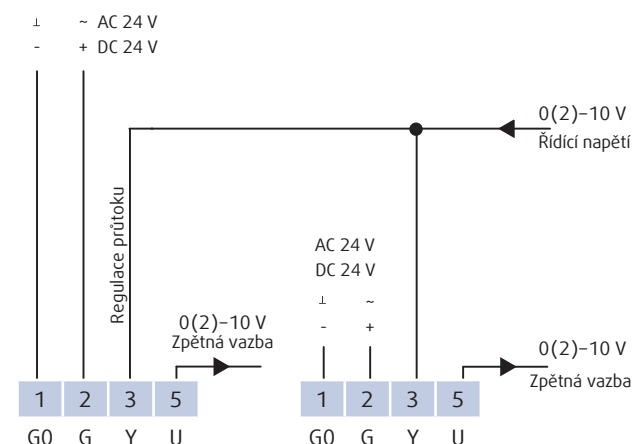 ⊥ ~ AC 24 V
- + DC 24 V
0(2)–10 V
Řídící napětí
Regulace průtoku
AC 24 V
DC 24 V
⊥ ~
- +
0(2)–10 V
Zpětná vazba
0(2)–10 V
Zpětná vazba
1 2 3 5
G0 G Y U
1 2 3 5
G0 G Y U